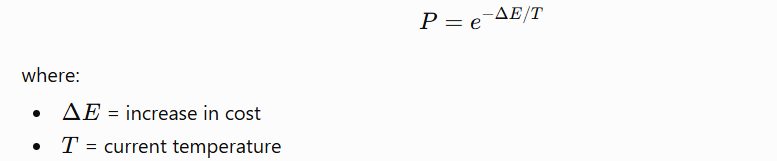 P = e^{-ΔE/T}
where:
• ΔE = increase in cost
• T = current temperature